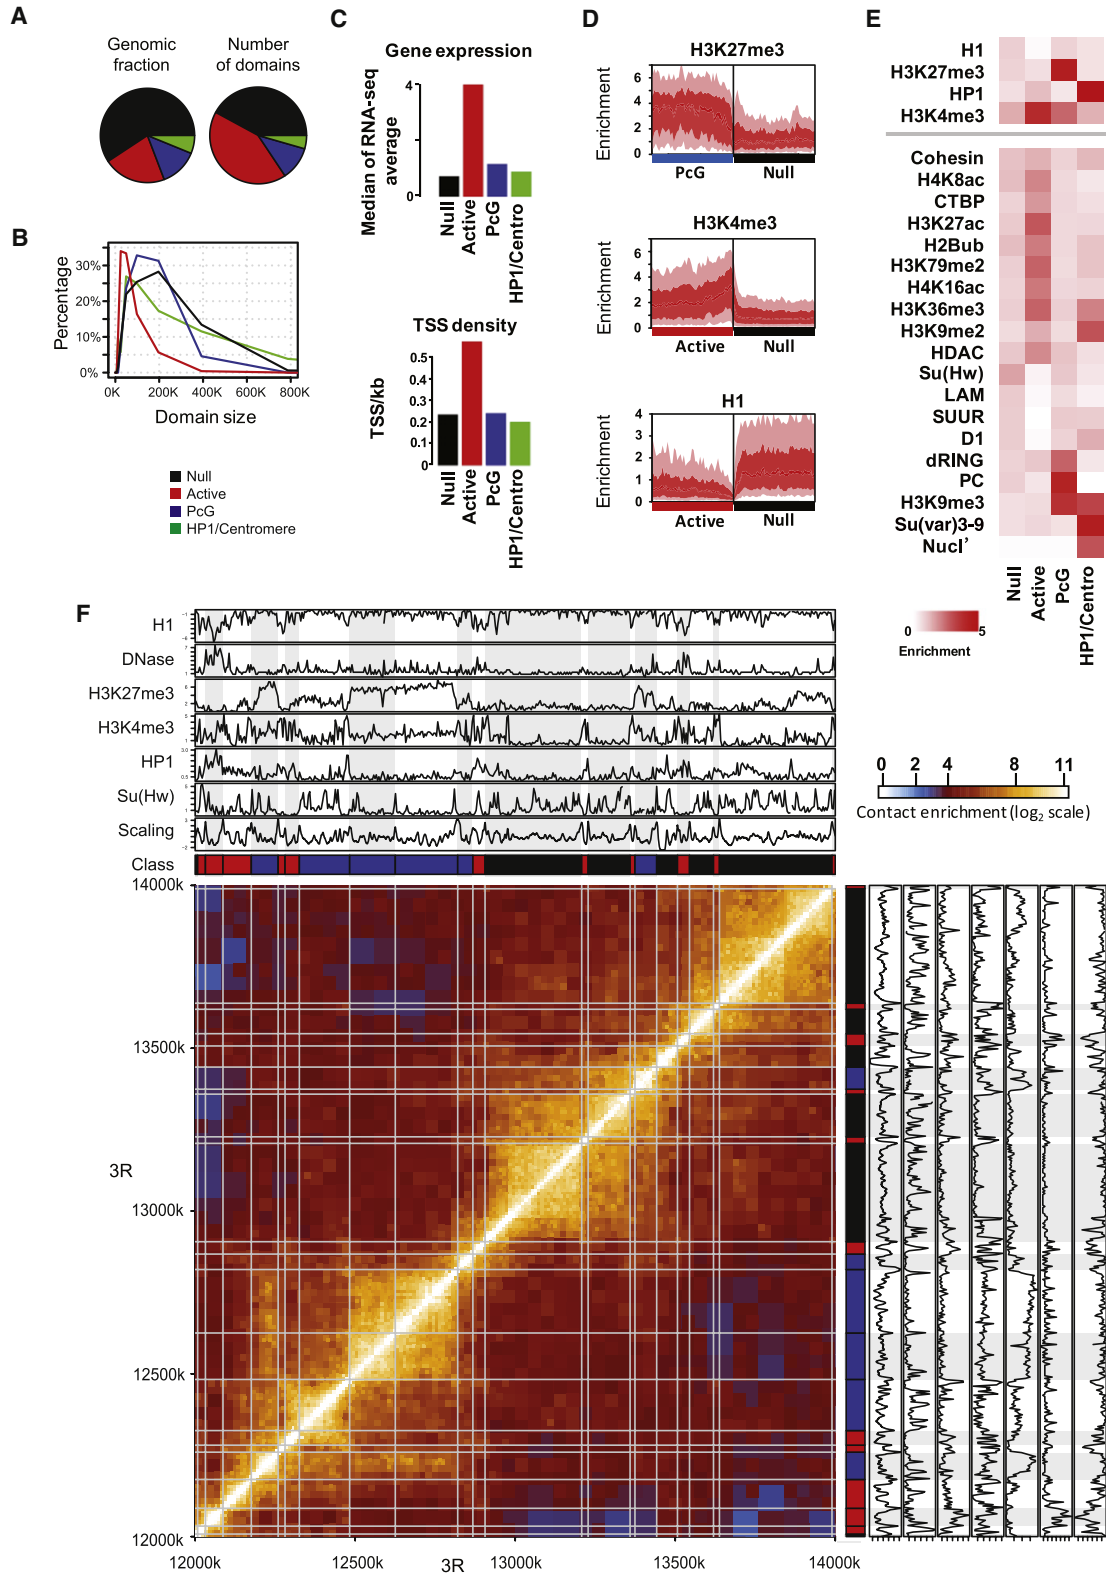 A
Genomic
fraction
Number
of domains
B
Percentage
30%
20%
10%
0%
0K
200K
400K
600K
800K
Domain size
Null
Active
PcG
HP1/Centromere
C
Gene expression
Median of RNA-seq
average
4
2
0
Null
Active
PcG
HP1/Centro
TSS density
TSS/kb
0.5
0.4
0.3
0.2
0.1
0
Null
Active
PcG
HP1/Centro
D
H3K27me3
Enrichment
6
4
2
0
PcG
Null
H3K4me3
Enrichment
6
4
2
0
Active
Null
H1
Enrichment
4
3
2
1
0
Active
Null
E
H1
H3K27me3
HP1
H3K4me3
Cohesin
H4K8ac
CTBP
H3K27ac
H2Bub
H3K79me2
H4K16ac
H3K36me3
H3K9me2
HDAC
Su(Hw)
LAM
SUUR
D1
dRING
PC
H3K9me3
Su(var)3-9
Nucl'
Null
Active
PcG
HP1/Centro
0
5
Enrichment
F
H1
DNase
H3K27me3
H3K4me3
HP1
Su(Hw)
Scaling
Class
0 2 4 8 11
Contact enrichment (log2 scale)
14000k
13500k
3R
13000k
12500k
12000k
12000k
12500k
3R
13000k
13500k
14000k